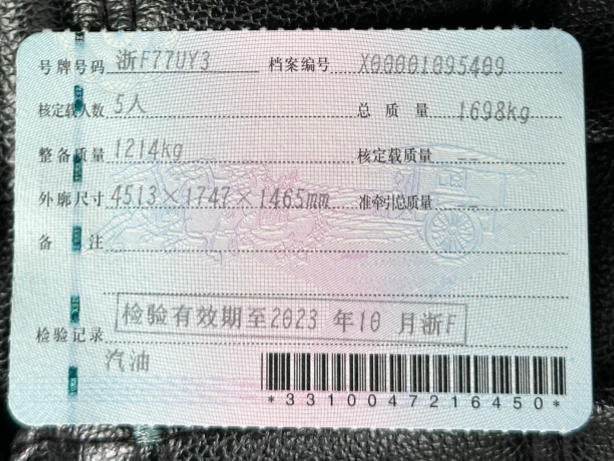 号牌号码 浙F77UY3 档案编号 X00001095409
核定载人数 5人 总质量 1698kg
整备质量 1214kg 核定载质量 --
外廓尺寸 4513×1747×1465mm 准牵引总质量 --
备注
检验记录 检验有效期至2023年10月浙F
汽油
*3310047216450*